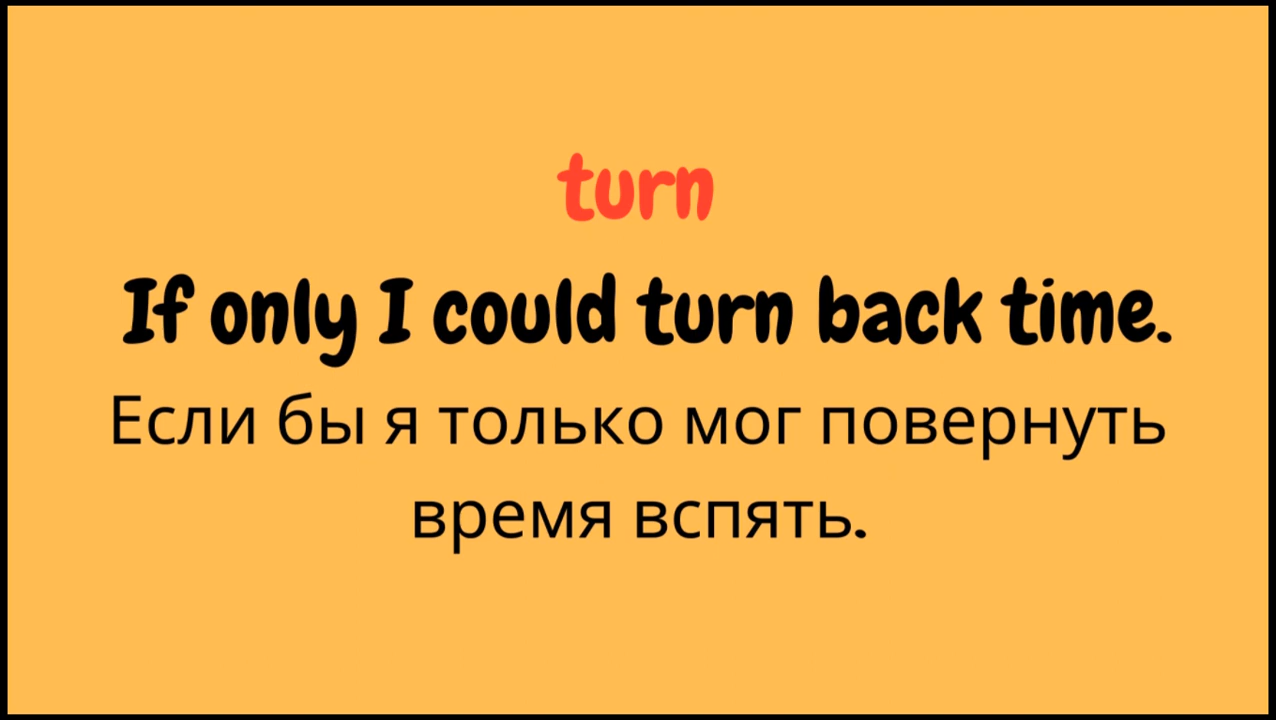 turn
If only I could turn back time.
Если бы я только мог повернуть
время вспять.